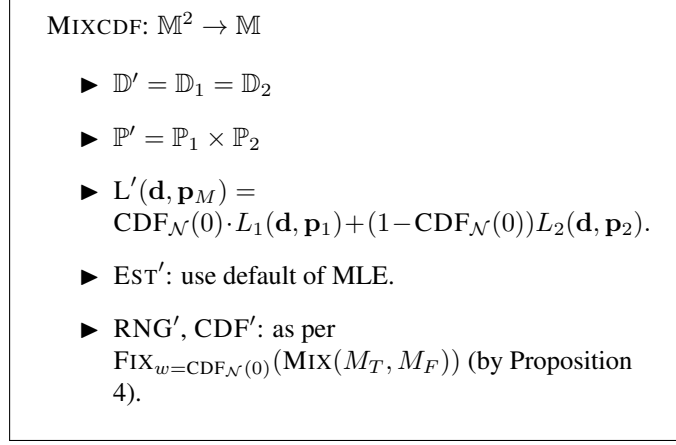 MIXCDF: 𝕄² → 𝕄
▶ 𝔻′ = 𝔻₁ = 𝔻₂
▶ ℙ′ = ℙ₁ × ℙ₂
▶ L′(𝐝, 𝐩_M) =
CDF_𝒩(0)·L₁(𝐝, 𝐩₁)+(1−CDF_𝒩(0))L₂(𝐝, 𝐩₂).
▶ EST′: use default of MLE.
▶ RNG′, CDF′: as per
FIX_{w=CDF_𝒩(0)}(MIX(M_T, M_F)) (by Proposition
4).